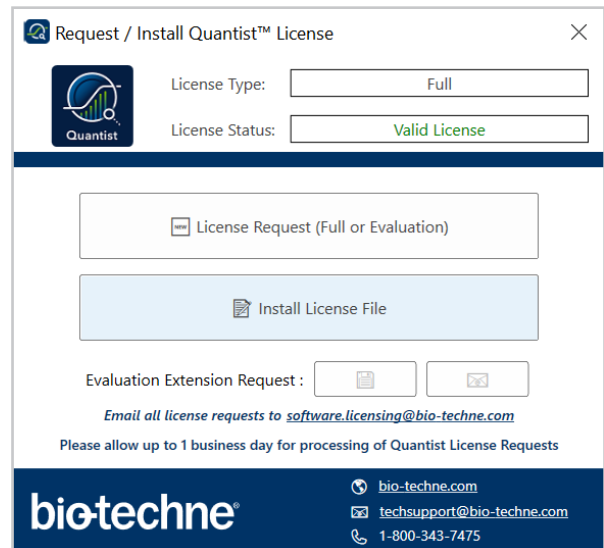 Request / Install Quantist™ License
Quantist
License Type: Full
License Status: Valid License
NEW License Request (Full or Evaluation)
Install License File
Evaluation Extension Request :
Email all license requests to software.licensing@bio-techne.com
Please allow up to 1 business day for processing of Quantist License Requests
bio-techne®
bio-techne.com
techsupport@bio-techne.com
1-800-343-7475